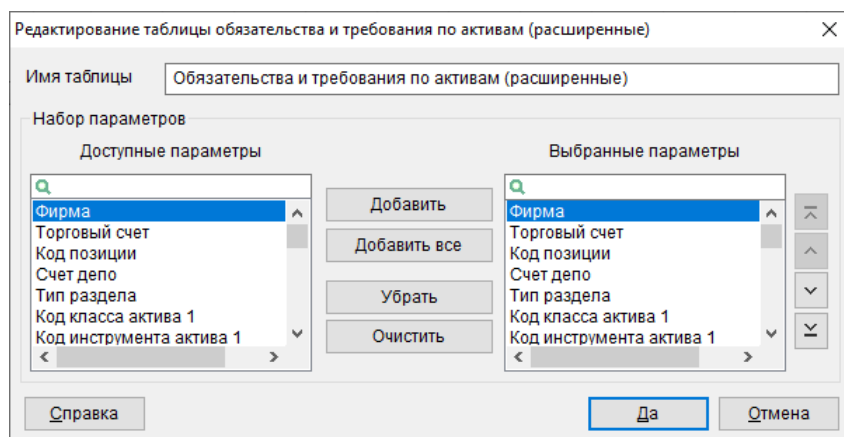 Редактирование таблицы обязательства и требования по активам (расширенные)
Имя таблицы
Обязательства и требования по активам (расширенные)
Набор параметров
Доступные параметры
Выбранные параметры
Фирма
Торговый счет
Код позиции
Счет депо
Тип раздела
Код класса актива 1
Код инструмента актива 1
Добавить
Добавить все
Убрать
Очистить
Фирма
Торговый счет
Код позиции
Счет депо
Тип раздела
Код класса актива 1
Код инструмента актива 1
Справка
Да
Отмена